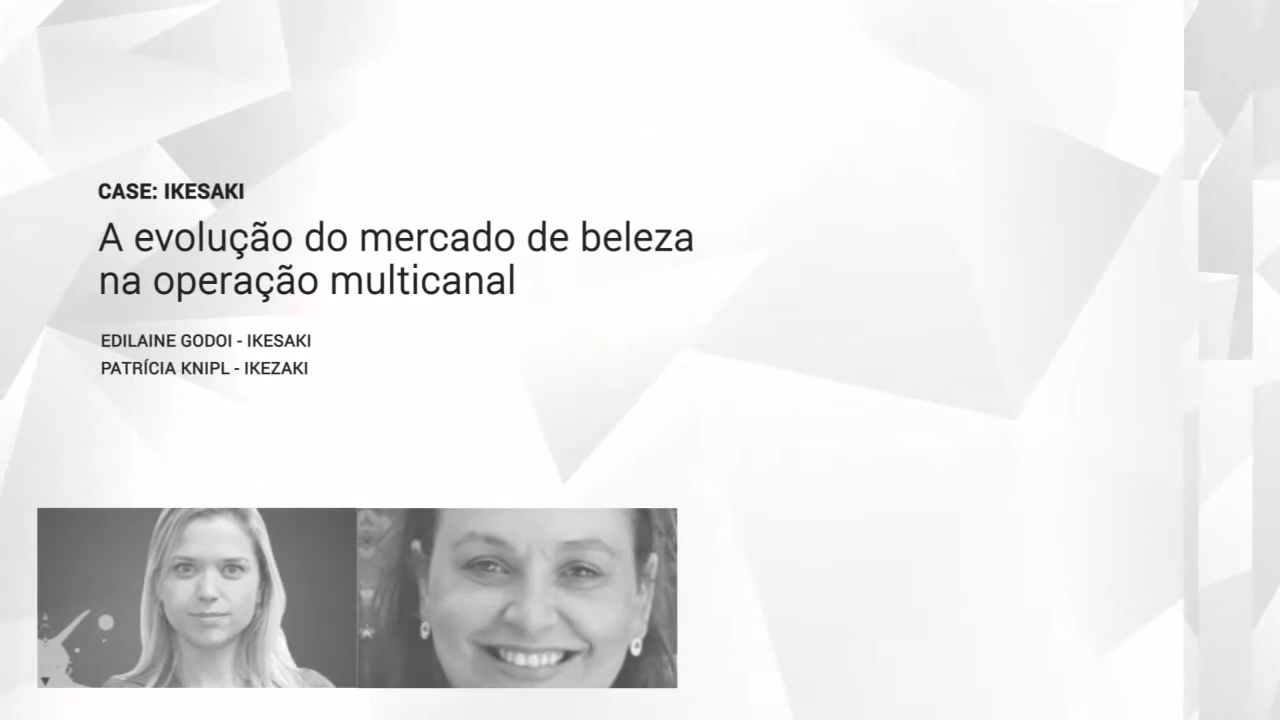 CASE: IKESAKI
A evolução do mercado de beleza
na operação multicanal
EDILAINE GODOI - IKESAKI
PATRÍCIA KNIPL - IKEZAKI